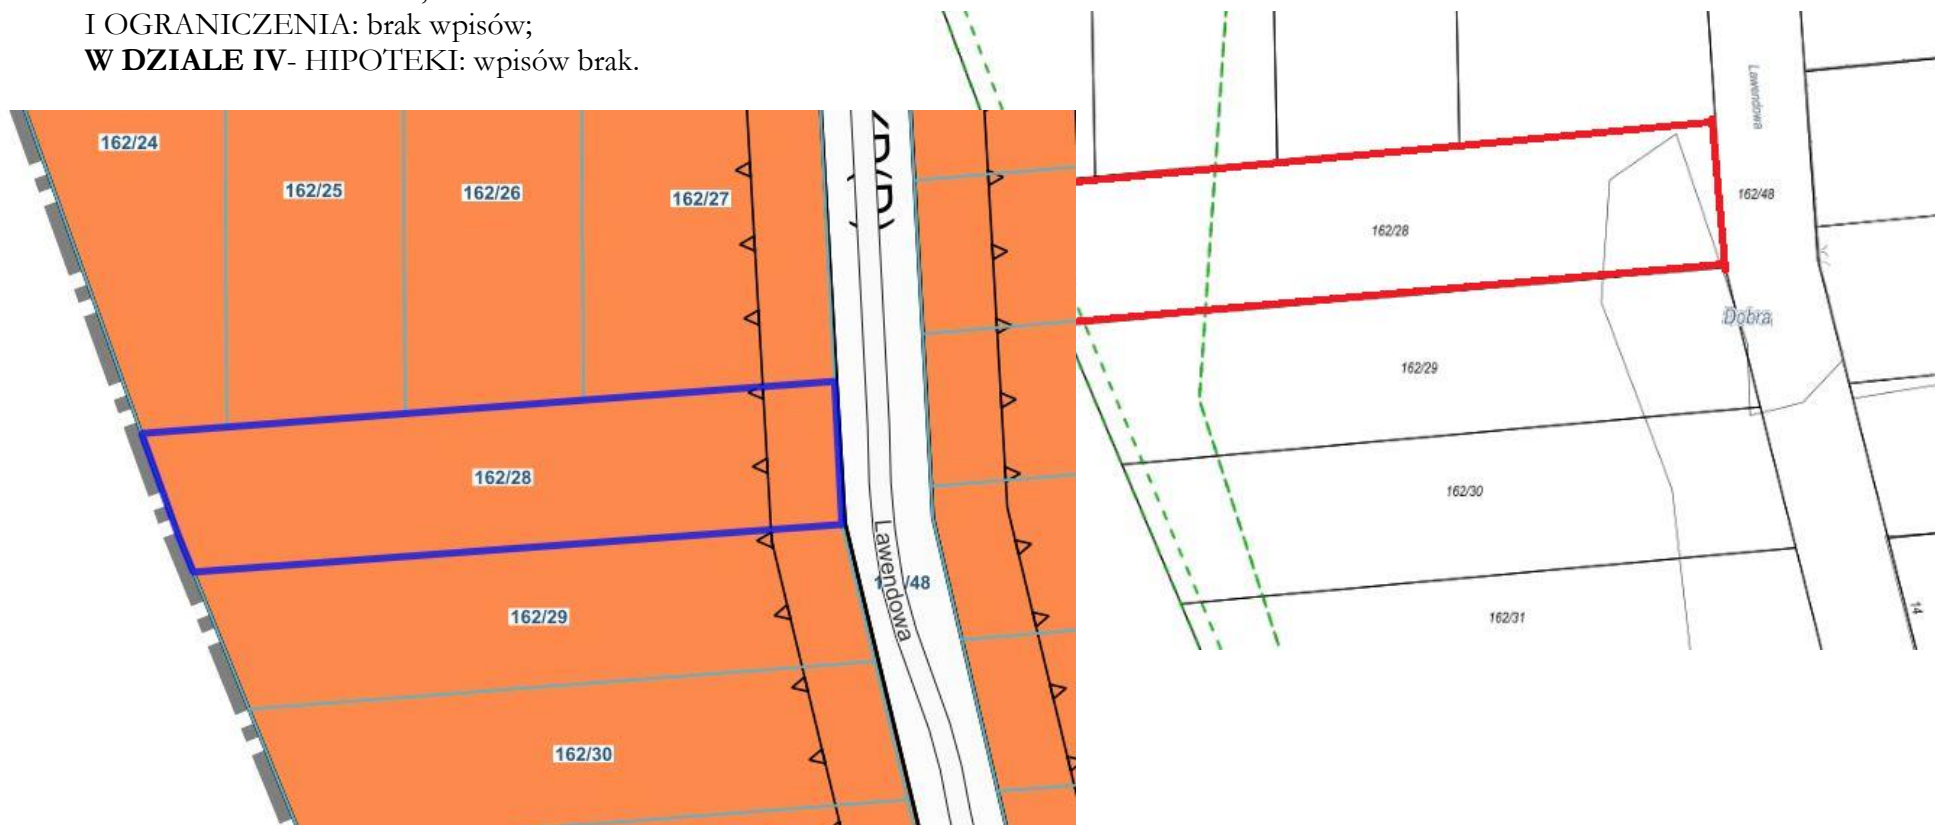 I OGRANICZENIA: brak wpisów;
W DZIALE IV- HIPOTEKI: wpisów brak.
162/24
162/25
162/26
162/27
162/28
162/29
162/30
/48
Lawendowa
Lawendowa
162/48
162/28
Dobra
162/29
162/30
162/31
14